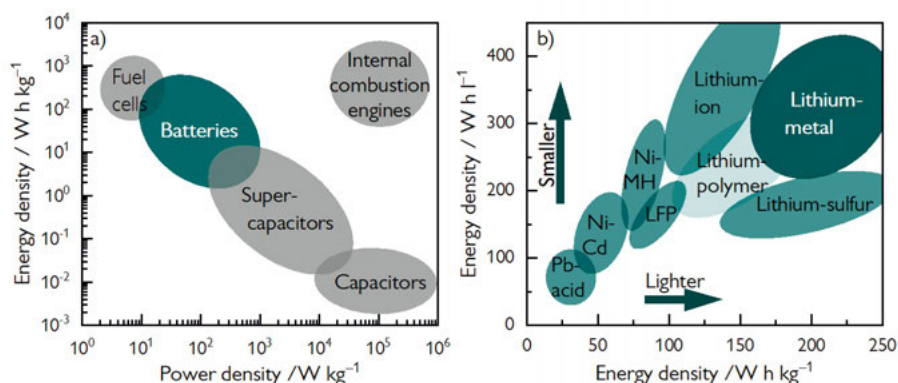 a)
Energy density / W h kg⁻¹
10⁴
10³
10²
10¹
10⁰
10⁻¹
10⁻²
10⁻³
Fuel
cells
Batteries
Internal
combustion
engines
Super-
capacitors
Capacitors
10⁰ 10¹ 10² 10³ 10⁴ 10⁵ 10⁶
Power density /W kg⁻¹
b)
Energy density / W h l⁻¹
400
300
200
100
0
Smaller
Lithium-
ion
Lithium-
metal
Ni-
MH
Lithium-
polymer
Lithium-sulfur
LFP
Ni-
Cd
Pb-
acid
Lighter
0 50 75 100 150 200 250
Energy density / W h kg⁻¹